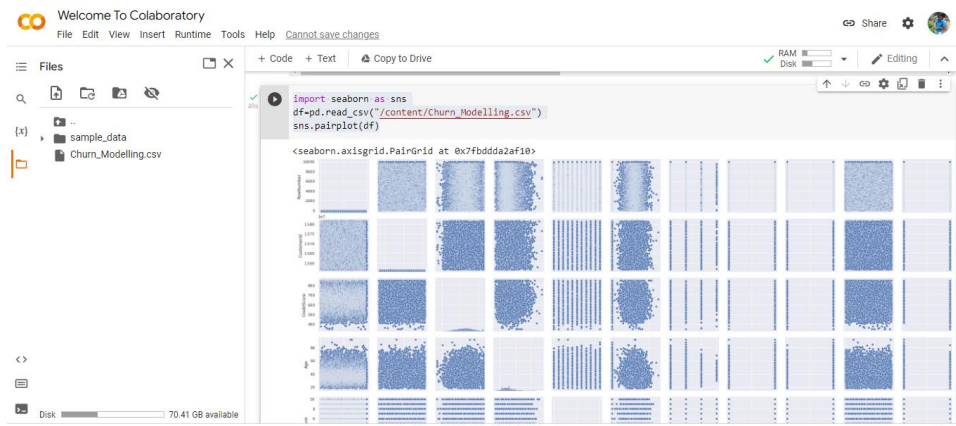 Welcome To Colaboratory
File Edit View Insert Runtime Tools Help Cannot save changes
Share
Files
+ Code + Text Copy to Drive
RAM
Disk
Editing
{x}
..
sample_data
Churn_Modelling.csv
import seaborn as sns
df=pd.read_csv("/content/Churn_Modelling.csv")
sns.pairplot(df)
<seaborn.axisgrid.PairGrid at 0x7fbddda2af10>
<>
Disk 70.41 GB available